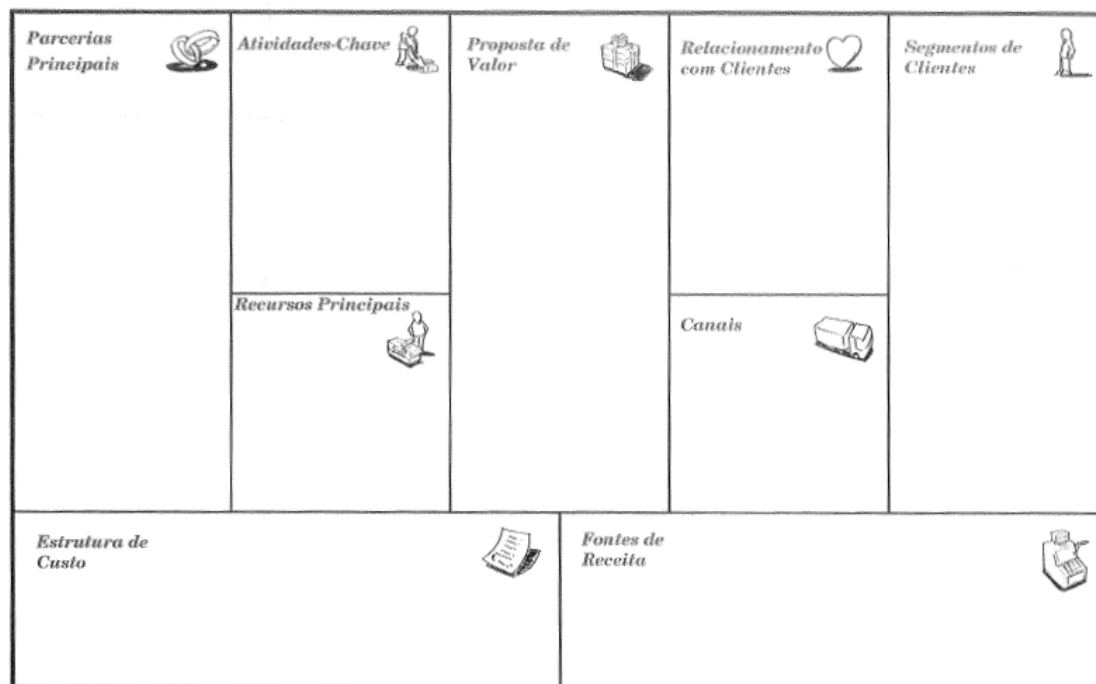 Parcerias
Principais
Atividades-Chave
Recursos Principais
Proposta de
Valor
Relacionamento
com Clientes
Canais
Segmentos de
Clientes
Estrutura de
Custo
Fontes de
Receita